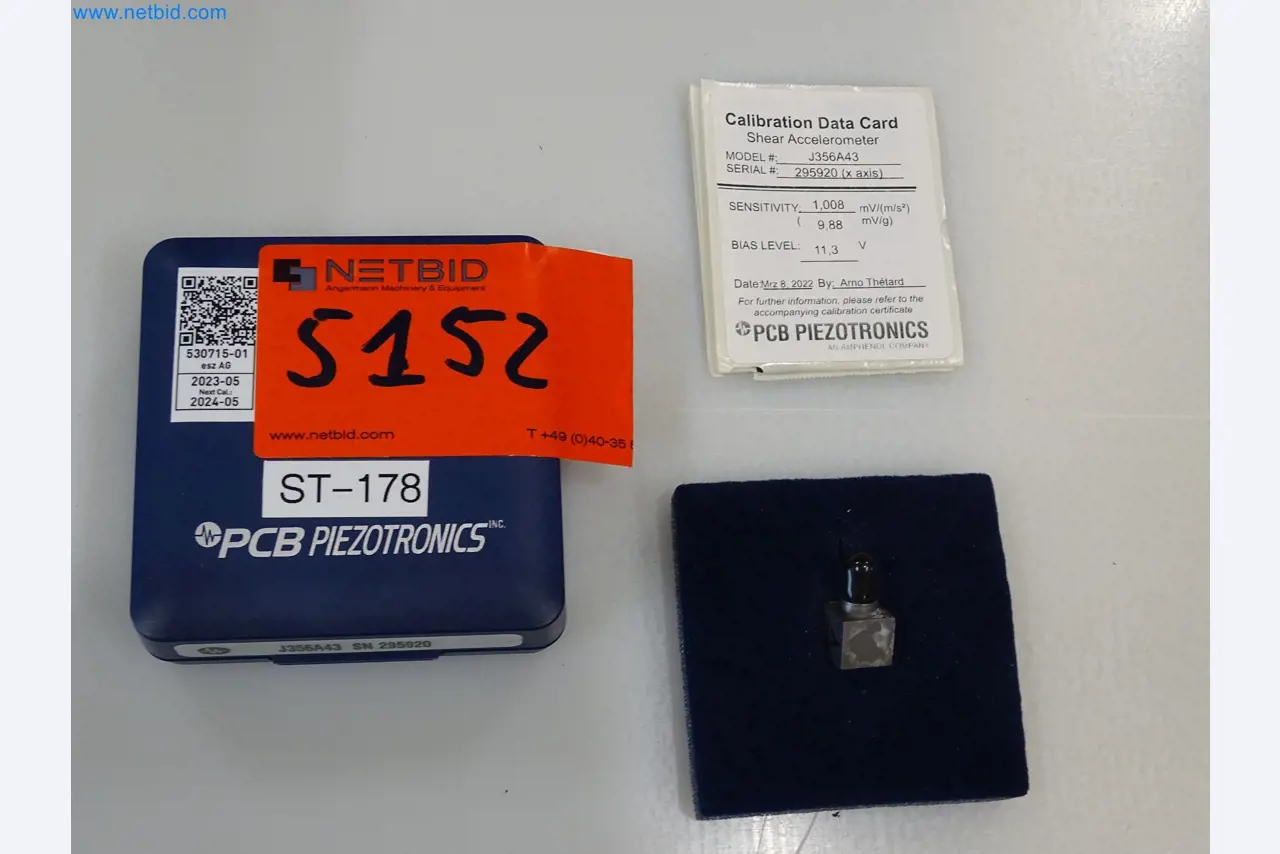 www.netbid.com
NETBID
Angermann Machinery & Equipment
5152
www.netbid.com
T +49 (0)40-35
530715-01
esz AG
2023-05
Next Cal.:
2024-05
ST-178
PCB PIEZOTRONICS INC.
J356A43 SN 295920
Calibration Data Card
Shear Accelerometer
MODEL #: J356A43
SERIAL #: 295920 (x axis)
SENSITIVITY: 1,008 mV/(m/s²)
( 9,88 mV/g)
BIAS LEVEL: 11,3 V
Date: Mrz 8, 2022 By: Arno Thétard
For further information, please refer to the
accompanying calibration certificate
PCB PIEZOTRONICS
AN AMPHENOL COMPANY